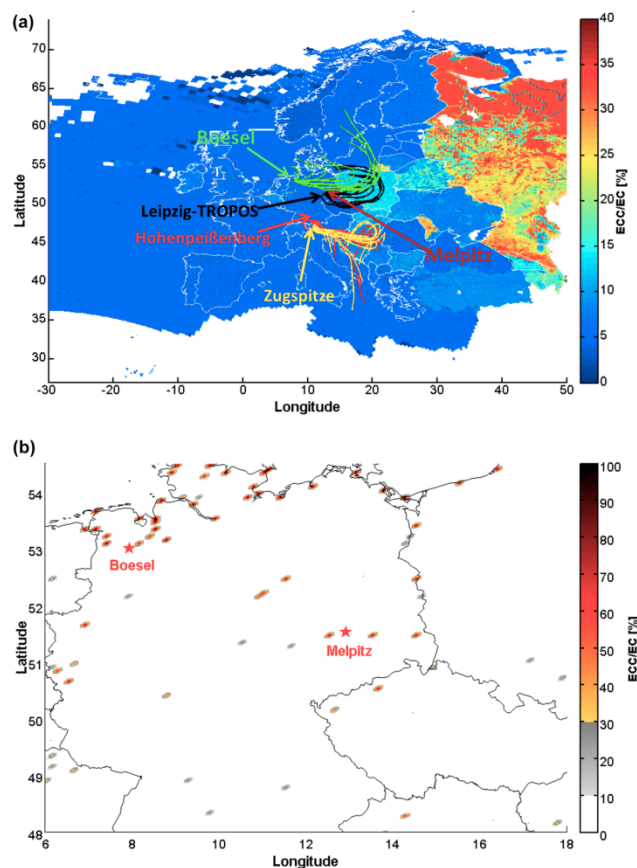 (a)
70
65
60
55
50
45
40
35
30
Latitude
-30 -20 -10 0 10 20 30 40 50
Longitude
Boesel
Leipzig-TROPOS
Hohenpeißenberg
Melpitz
Zugspitze
40
35
30
25
20
15
10
5
0
ECC/EC [%]
(b)
54
53
52
51
50
49
48
Latitude
6 8 10 12 14 16 18
Longitude
Boesel
Melpitz
100
90
80
70
60
50
40
30
20
10
0
ECC/EC [%]